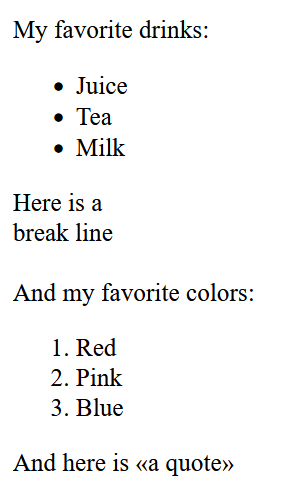 My favorite drinks:
• Juice
• Tea
• Milk
Here is a
break line
And my favorite colors:
1. Red
2. Pink
3. Blue
And here is «a quote»